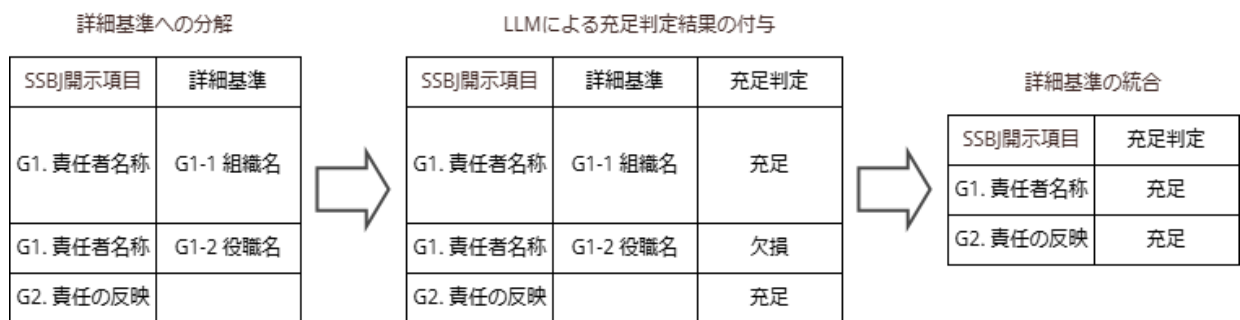 詳細基準への分解
SSBJ開示項目 詳細基準
G1. 責任者名称 G1-1 組織名
G1. 責任者名称 G1-2 役職名
G2. 責任の反映
LLMによる充足判定結果の付与
SSBJ開示項目 詳細基準 充足判定
G1. 責任者名称 G1-1 組織名 充足
G1. 責任者名称 G1-2 役職名 欠損
G2. 責任の反映 充足
詳細基準の統合
SSBJ開示項目 充足判定
G1. 責任者名称 充足
G2. 責任の反映 充足